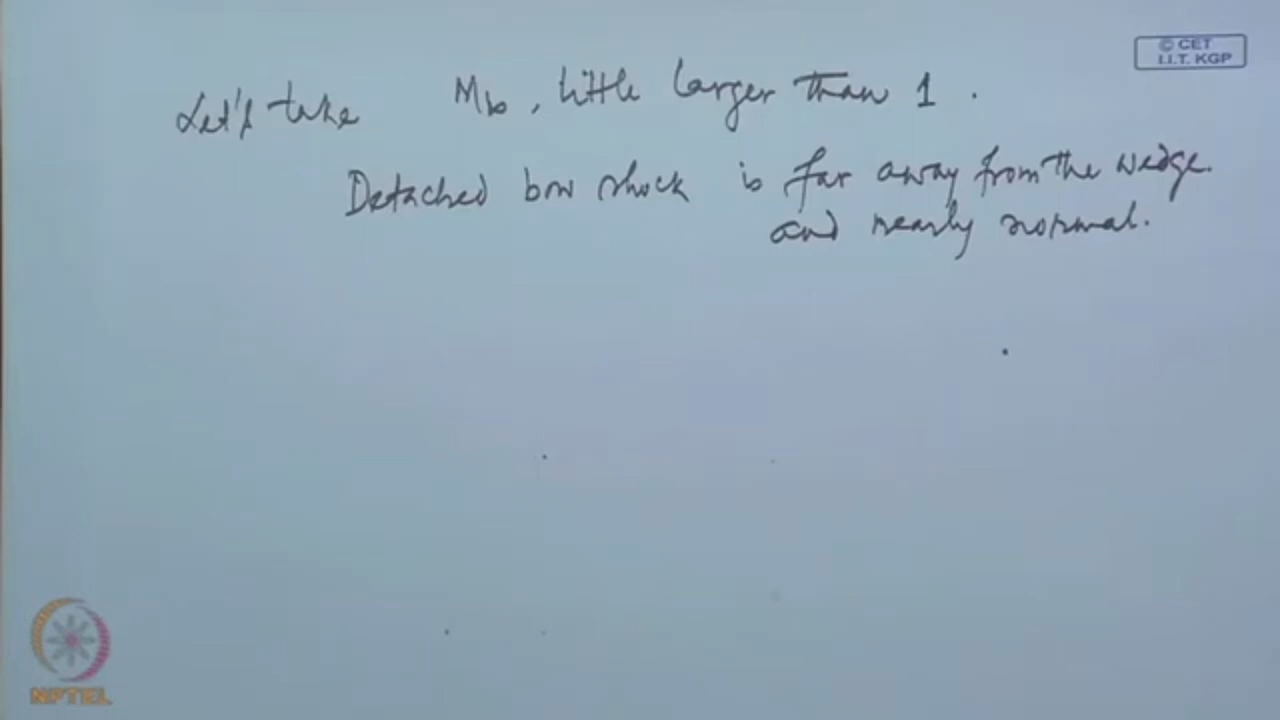 Let's take M∞, little larger than 1.
Detached bow shock is far away from the wedge.
and nearly normal.
© CET
I.I.T. KGP
NPTEL